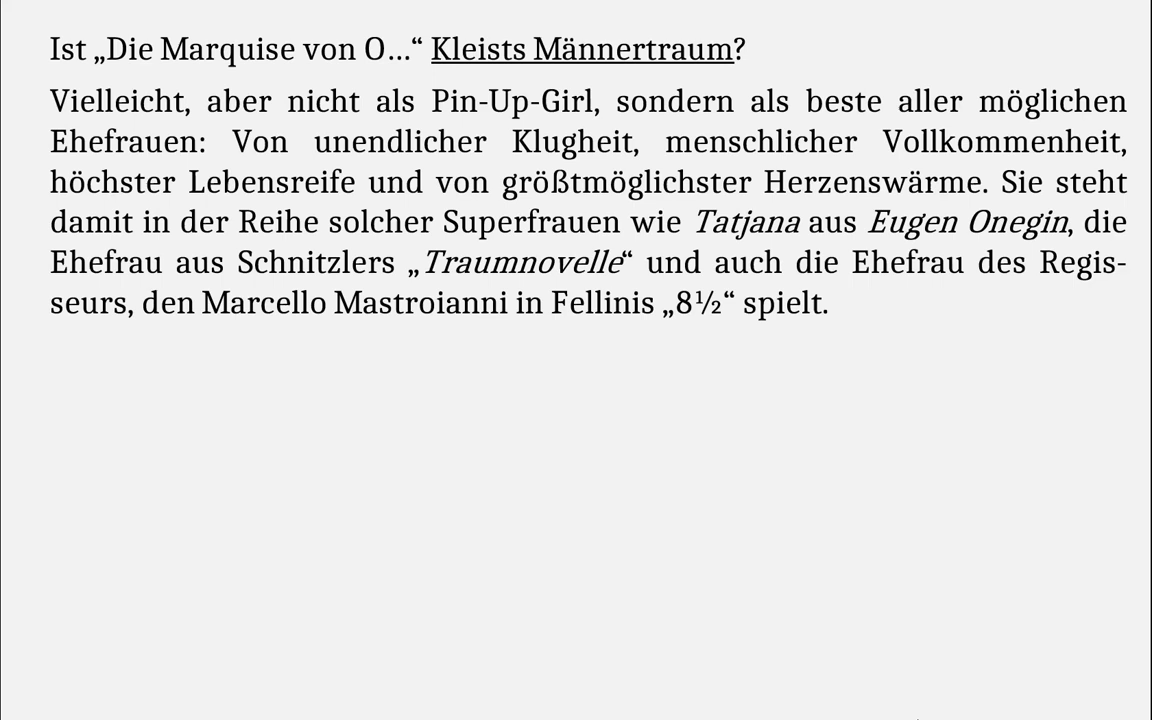 Ist „Die Marquise von O…“ Kleists Männertraum?
Vielleicht, aber nicht als Pin-Up-Girl, sondern als beste aller möglichen
Ehefrauen: Von unendlicher Klugheit, menschlicher Vollkommenheit,
höchster Lebensreife und von größtmöglichster Herzenswärme. Sie steht
damit in der Reihe solcher Superfrauen wie Tatjana aus Eugen Onegin, die
Ehefrau aus Schnitzlers „Traumnovelle“ und auch die Ehefrau des Regis-
seurs, den Marcello Mastroianni in Fellinis „8½“ spielt.